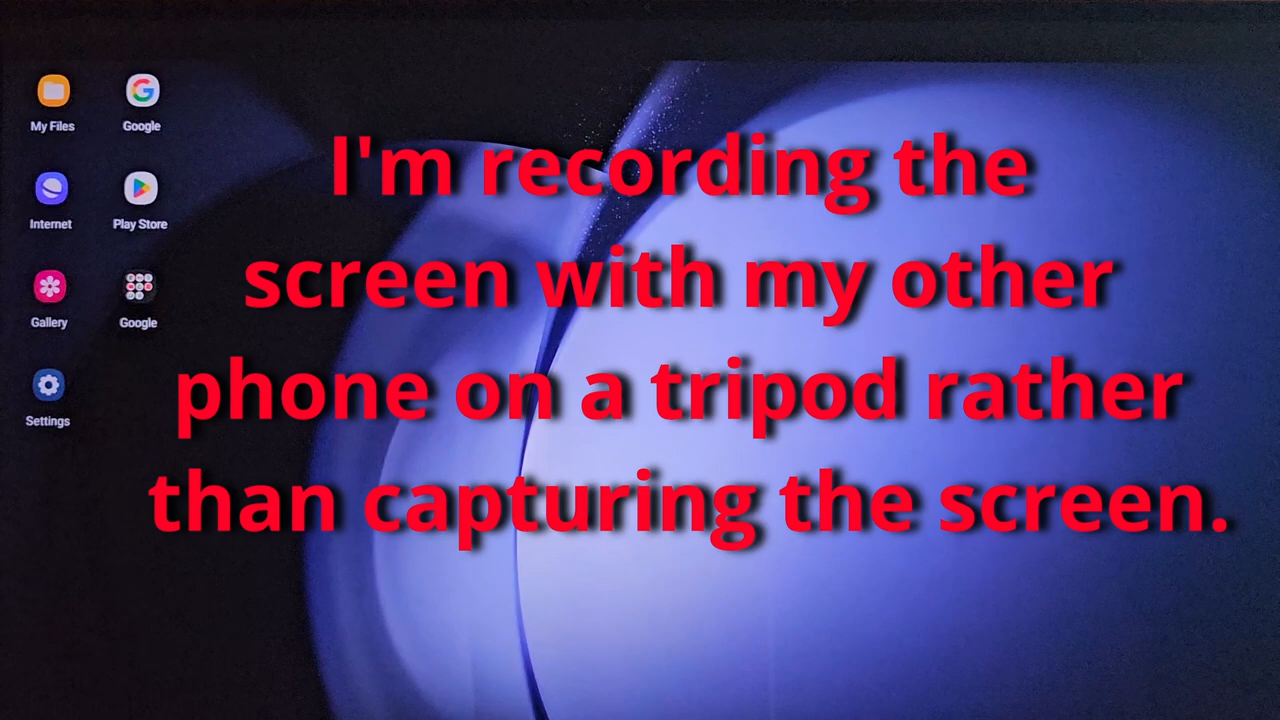 My Files Google
I'm recording the
Internet Play Store
screen with my other
Gallery Google
phone on a tripod rather
Settings
than capturing the screen.